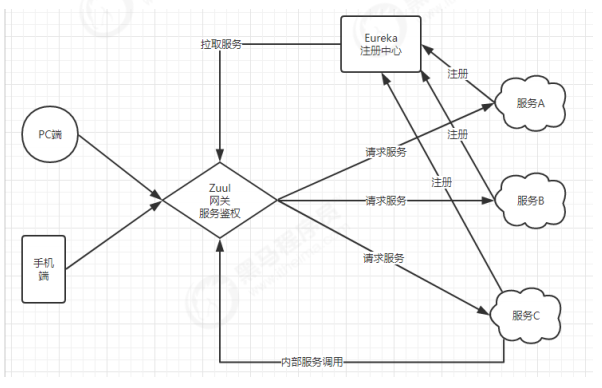 Eureka
注册中心
拉取服务
注册
服务A
PC端
请求服务
注册
Zuul
网关
服务鉴权
注册
请求服务
服务B
手机
端
请求服务
服务C
内部服务调用